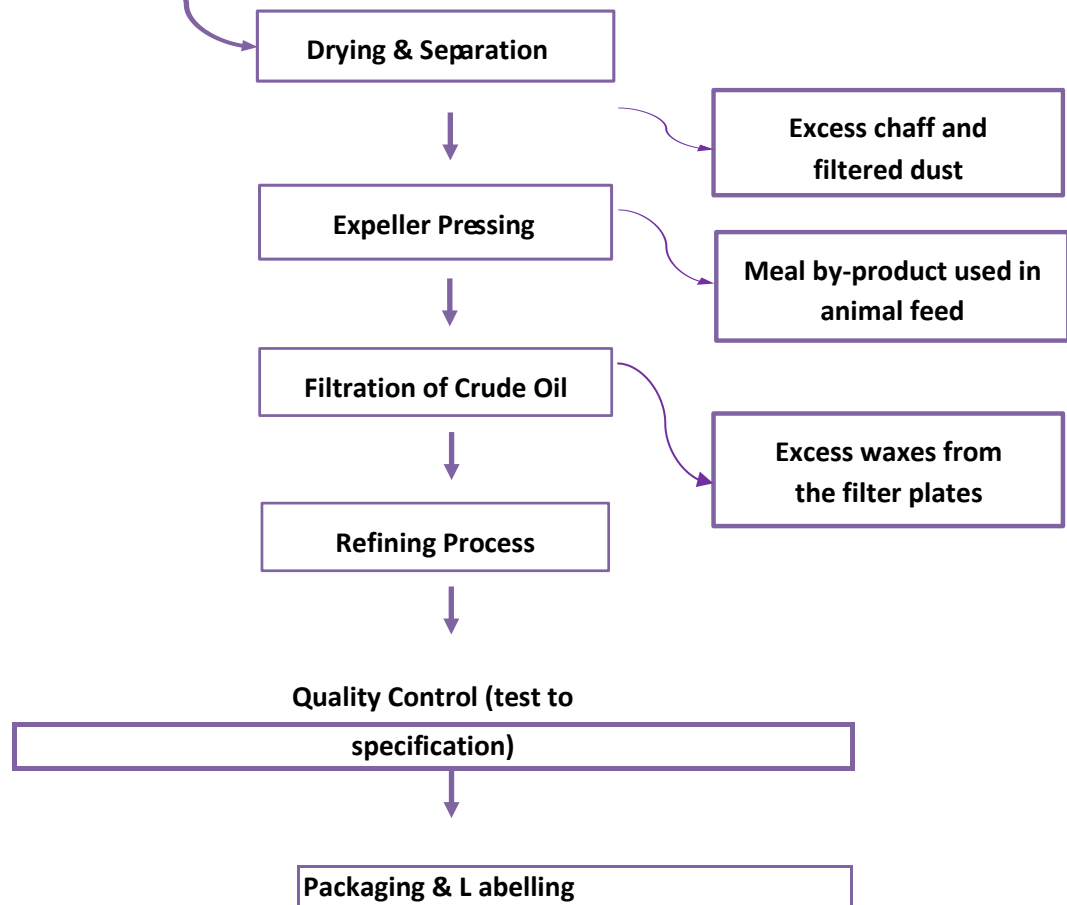 Drying & Separation
Excess chaff and
filtered dust
Expeller Pressing
Meal by-product used in
animal feed
Filtration of Crude Oil
Excess waxes from
the filter plates
Refining Process
Quality Control (test to
specification)
Packaging & L abelling